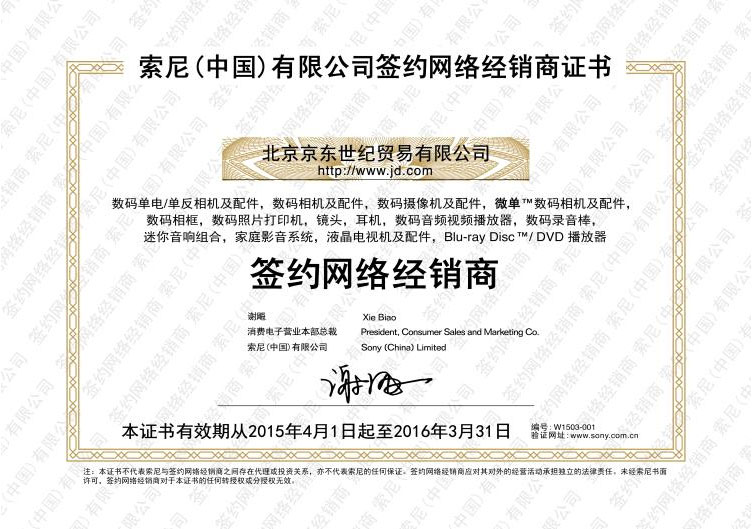 索尼(中国)有限公司签约网络经销商证书
北京京东世纪贸易有限公司
http://www.jd.com
数码单电/单反相机及配件，数码相机及配件，数码摄像机及配件，微单™数码相机及配件，
数码相框，数码照片打印机，镜头，耳机，数码音频视频播放器，数码录音棒，
迷你音响组合，家庭影音系统，液晶电视机及配件，Blu-ray Disc™/ DVD 播放器
签约网络经销商
谢飚 Xie Biao
消费电子营业本部总裁 President, Consumer Sales and Marketing Co.
索尼(中国)有限公司 Sony (China) Limited
本证书有效期从2015年4月1日起至2016年3月31日
编号: W1503-001
验证网址: www.sony.com.cn
注：本证书不代表索尼与签约网络经销商之间存在代理或投资关系，亦不代表索尼的任何保证。签约网络经销商应对其对外的经营活动承担独立的法律责任。未经索尼书面
许可，签约网络经销商对于本证书的任何转授权或分授权无效。